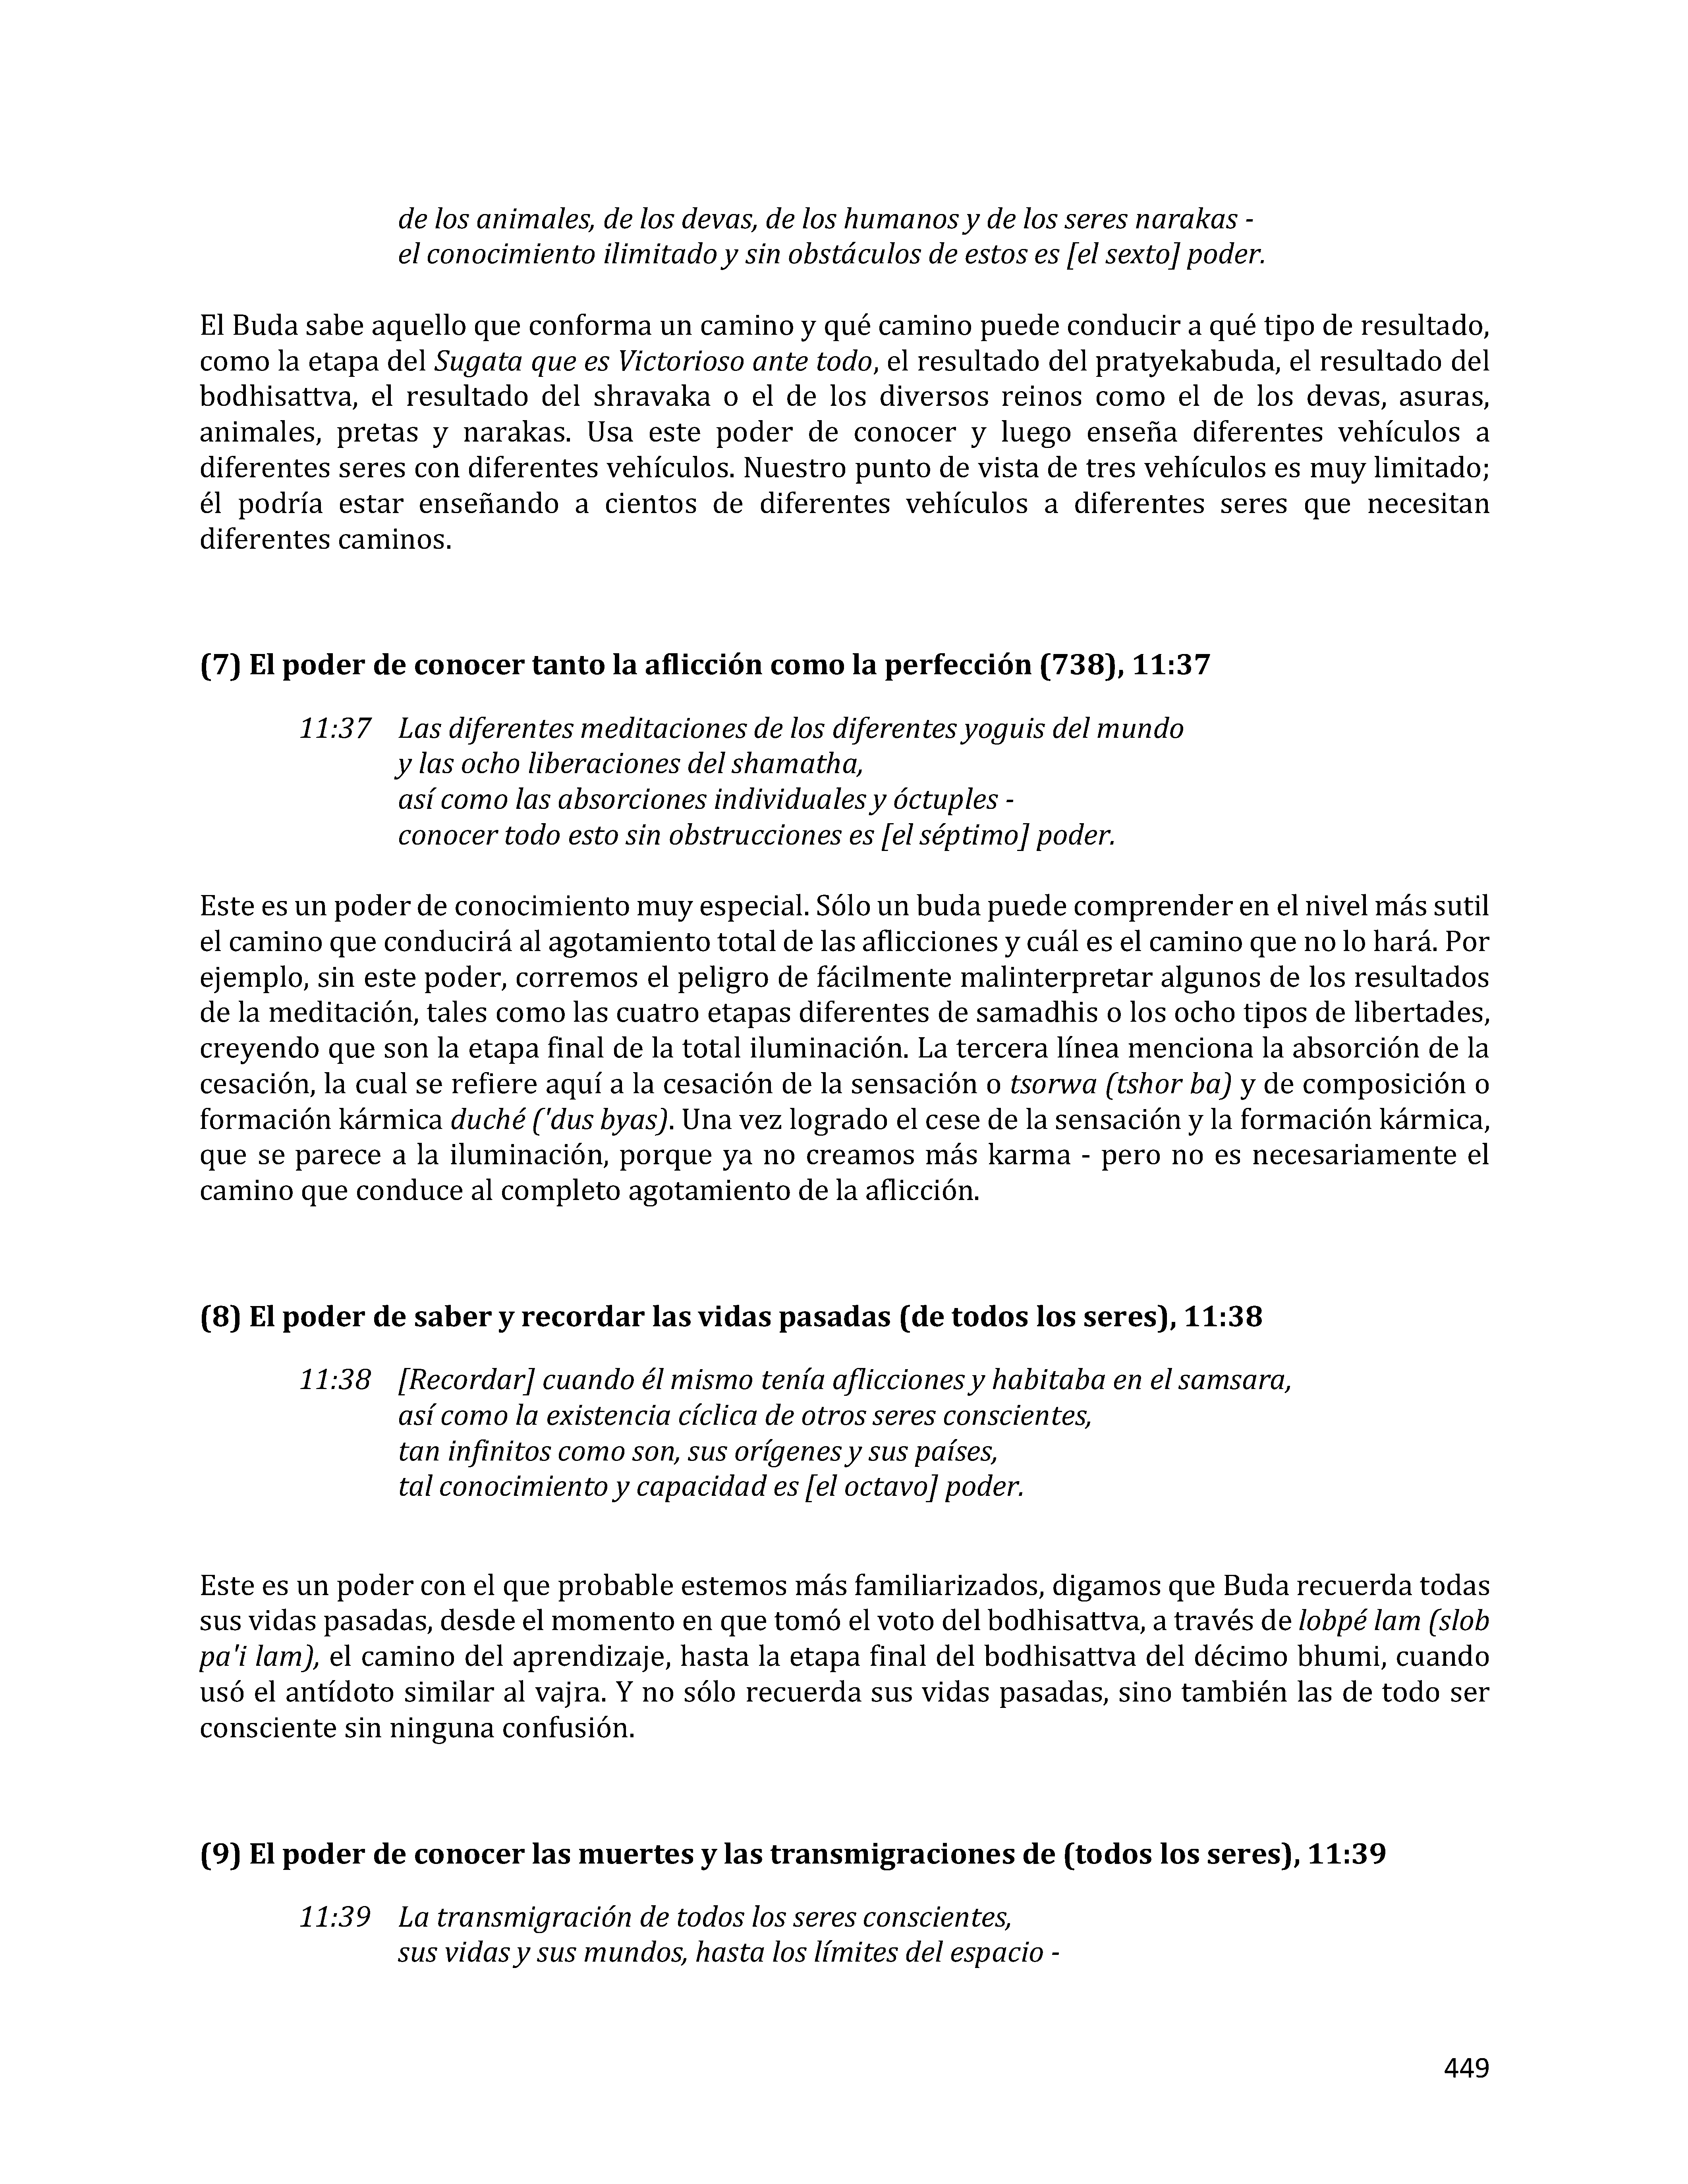 de los animales, de los devas, de los humanos y de los seres narakas -
el conocimiento ilimitado y sin obstáculos de estos es [el sexto] poder.
El Buda sabe aquello que conforma un camino y qué camino puede conducir a qué tipo de resultado,
como la etapa del Sugata que es Victorioso ante todo, el resultado del pratyekabuda, el resultado del
bodhisattva, el resultado del shravaka o el de los diversos reinos como el de los devas, asuras,
animales, pretas y narakas. Usa este poder de conocer y luego enseña diferentes vehículos a
diferentes seres con diferentes vehículos. Nuestro punto de vista de tres vehículos es muy limitado;
él podría estar enseñando a cientos de diferentes vehículos a diferentes seres que necesitan
diferentes caminos.
(7) El poder de conocer tanto la aflicción como la perfección (738), 11:37
11:37 Las diferentes meditaciones de los diferentes yoguis del mundo
y las ocho liberaciones del shamatha,
así como las absorciones individuales y óctuples -
conocer todo esto sin obstrucciones es [el séptimo] poder.
Este es un poder de conocimiento muy especial. Sólo un buda puede comprender en el nivel más sutil
el camino que conducirá al agotamiento total de las aflicciones y cuál es el camino que no lo hará. Por
ejemplo, sin este poder, corremos el peligro de fácilmente malinterpretar algunos de los resultados
de la meditación, tales como las cuatro etapas diferentes de samadhis o los ocho tipos de libertades,
creyendo que son la etapa final de la total iluminación. La tercera línea menciona la absorción de la
cesación, la cual se refiere aquí a la cesación de la sensación o tsorwa (tshor ba) y de composición o
formación kármica duché ('dus byas). Una vez logrado el cese de la sensación y la formación kármica,
que se parece a la iluminación, porque ya no creamos más karma - pero no es necesariamente el
camino que conduce al completo agotamiento de la aflicción.
(8) El poder de saber y recordar las vidas pasadas (de todos los seres), 11:38
11:38 [Recordar] cuando él mismo tenía aflicciones y habitaba en el samsara,
así como la existencia cíclica de otros seres conscientes,
tan infinitos como son, sus orígenes y sus países,
tal conocimiento y capacidad es [el octavo] poder.
Este es un poder con el que probable estemos más familiarizados, digamos que Buda recuerda todas
sus vidas pasadas, desde el momento en que tomó el voto del bodhisattva, a través de lobpé lam (slob
pa'i lam), el camino del aprendizaje, hasta la etapa final del bodhisattva del décimo bhumi, cuando
usó el antídoto similar al vajra. Y no sólo recuerda sus vidas pasadas, sino también las de todo ser
consciente sin ninguna confusión.
(9) El poder de conocer las muertes y las transmigraciones de (todos los seres), 11:39
11:39 La transmigración de todos los seres conscientes,
sus vidas y sus mundos, hasta los límites del espacio -
449